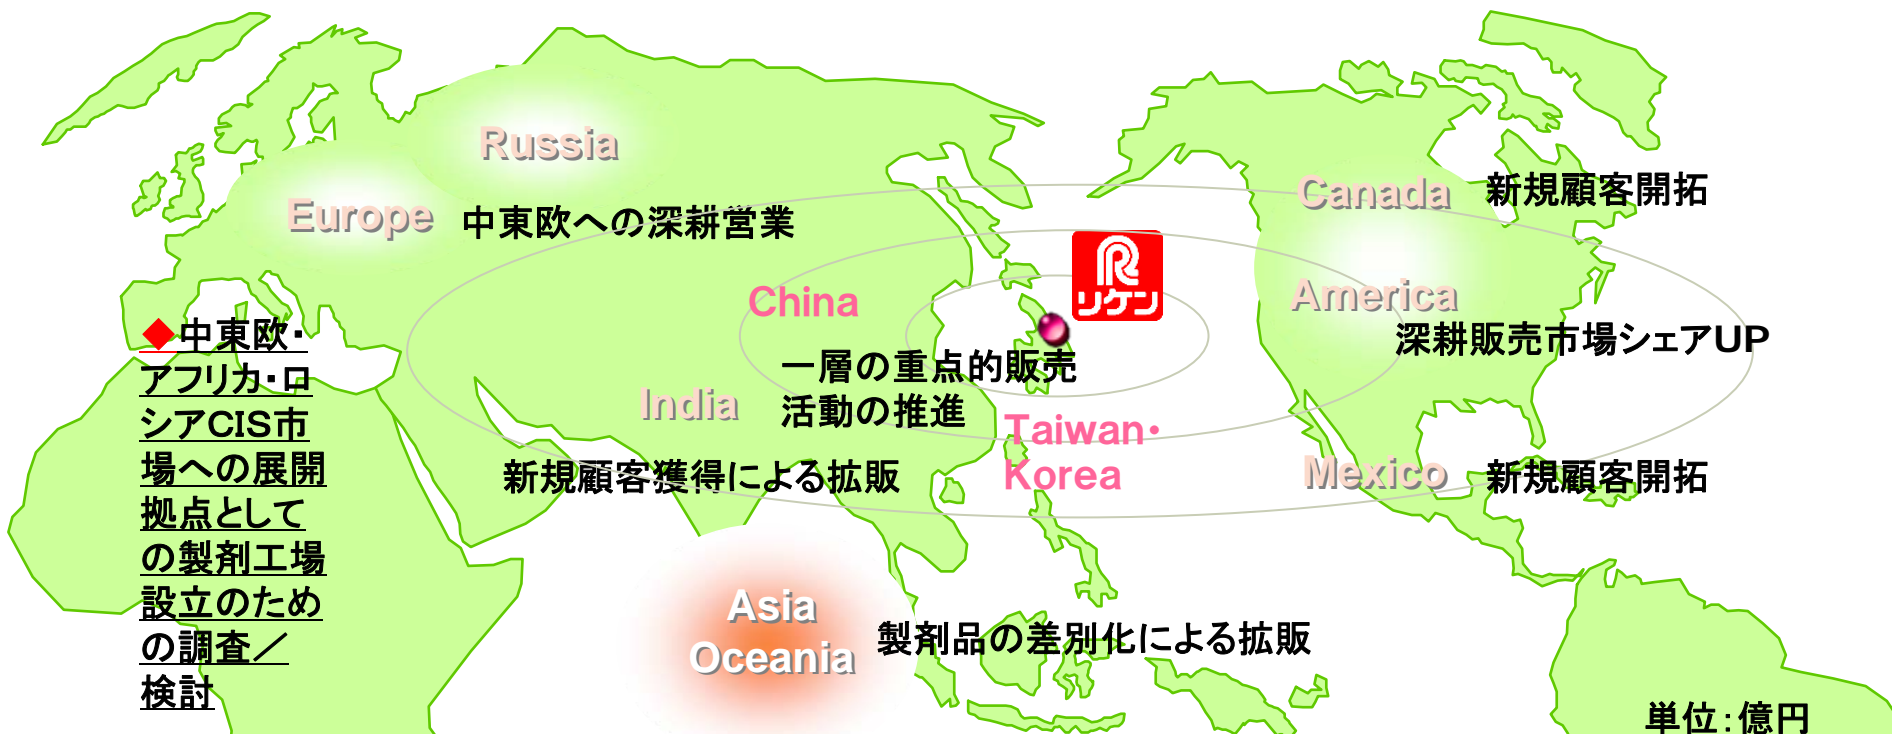 Russia
Europe
中東欧への深耕営業
Canada
新規顧客開拓
R
リケン
China
America
深耕販売市場シェアUP
◆中東欧・
アフリカ・ロ
シアCIS市
場への展開
拠点として
の製剤工場
設立のため
の調査／
検討
一層の重点的販売
活動の推進
India
Taiwan・
Korea
新規顧客獲得による拡販
Mexico
新規顧客開拓
Asia
Oceania
製剤品の差別化による拡販
単位：億円